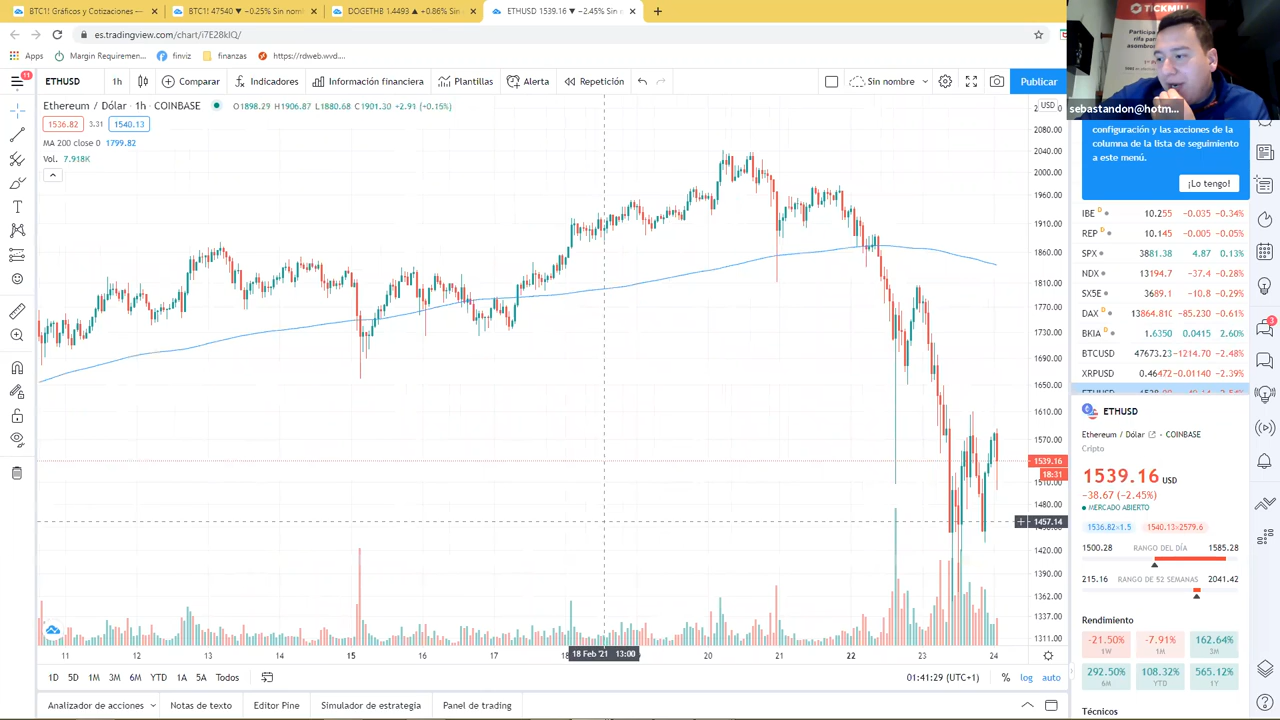 BTC1! Gráficos y Cotizaciones —
BTC1! 47540 ▼ −0.25% Sin nom
DOGETHB 1.4493 ▲ +0.86% Sin
ETHUSD 1539.16 ▼ −2.45% Sin n
es.tradingview.com/chart/i7E28kIQ/
Apps
Margin Requiremen...
finviz
finanzas
https://rdweb.wvd....
TICKMILL
Participa
rifa par
asombros
sebastandon@hotm...
11
ETHUSD
1h
Comparar
Indicadores
Información financiera
Plantillas
Alerta
Repetición
Sin nombre
Publicar
Ethereum / Dólar · 1h · COINBASE
O1898.29 H1906.87 L1880.68 C1901.30 +2.91 (+0.15%)
1536.82 3.31 1540.13
MA 200 close 0 1799.82
Vol. 7.918K
USD
2080.00
2040.00
2000.00
1960.00
1900.00
1860.00
1810.00
1770.00
1730.00
1690.00
1650.00
1610.00
1570.00
1539.16
18:31
1510.00
1480.00
1457.14
1420.00
1390.00
1362.00
1337.00
1311.00
11
12
13
14
15
16
17
18
18 Feb '21 13:00
20
21
22
23
24
1D
5D
1M
3M
6M
YTD
1A
5A
Todos
01:41:29 (UTC+1)
%
log
auto
Analizador de acciones
Notas de texto
Editor Pine
Simulador de estrategia
Panel de trading
configuración y las acciones de la
columna de la lista de seguimiento
a este menú.
¡Lo tengo!
IBE D 10.255 −0.035 −0.34%
REP D 10.145 −0.005 −0.05%
SPX 3881.38 4.87 0.13%
NDX 13194.7 −37.4 −0.28%
SX5E 3689.1 −10.8 −0.29%
DAX D 13864.810 −85.230 −0.61%
BKIA D 1.6350 0.0415 2.60%
BTCUSD 47673.23 −1214.70 −2.48%
XRPUSD 0.46472 −0.01140 −2.39%
3
ETHUSD
Ethereum / Dólar · COINBASE
Cripto
1539.16 USD
−38.67 (−2.45%)
MERCADO ABIERTO
1536.82×1.5
1540.13×2579.6
1500.28 RANGO DEL DÍA 1585.28
215.16 RANGO DE 52 SEMANAS 2041.42
Rendimiento
−21.50%
1W
−7.91%
1M
162.64%
3M
292.50%
6M
108.32%
YTD
565.12%
1Y
Técnicos